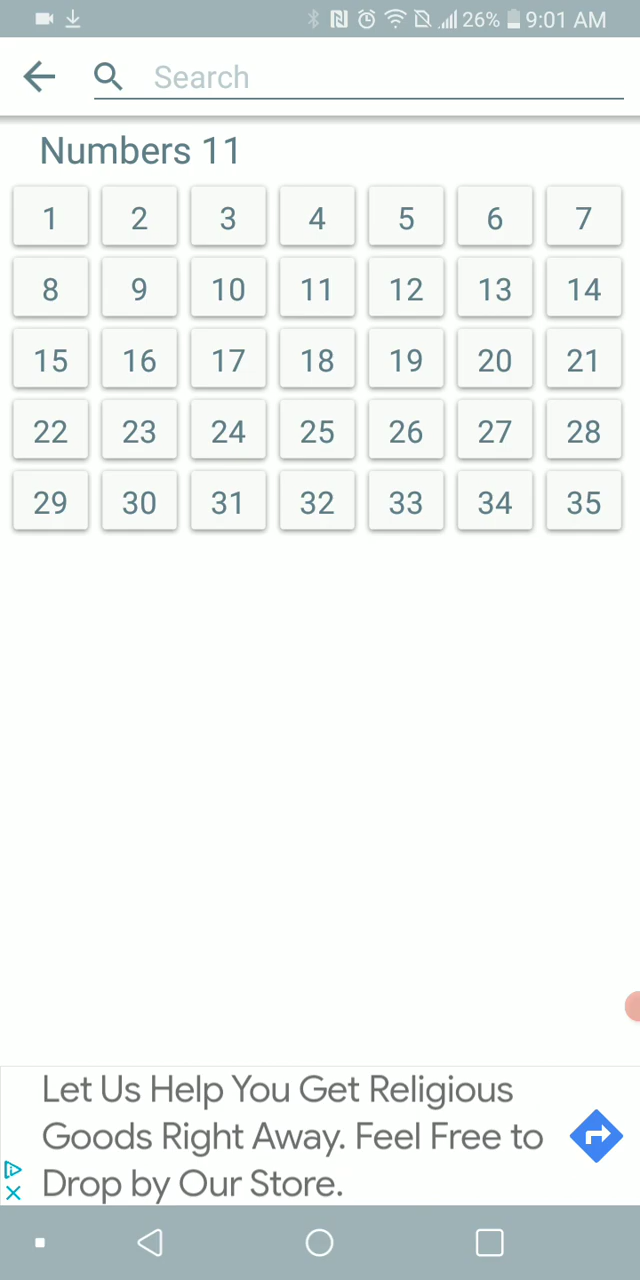 26% 9:01 AM
Search
Numbers 11
1 2 3 4 5 6 7
8 9 10 11 12 13 14
15 16 17 18 19 20 21
22 23 24 25 26 27 28
29 30 31 32 33 34 35
Let Us Help You Get Religious
Goods Right Away. Feel Free to
Drop by Our Store.